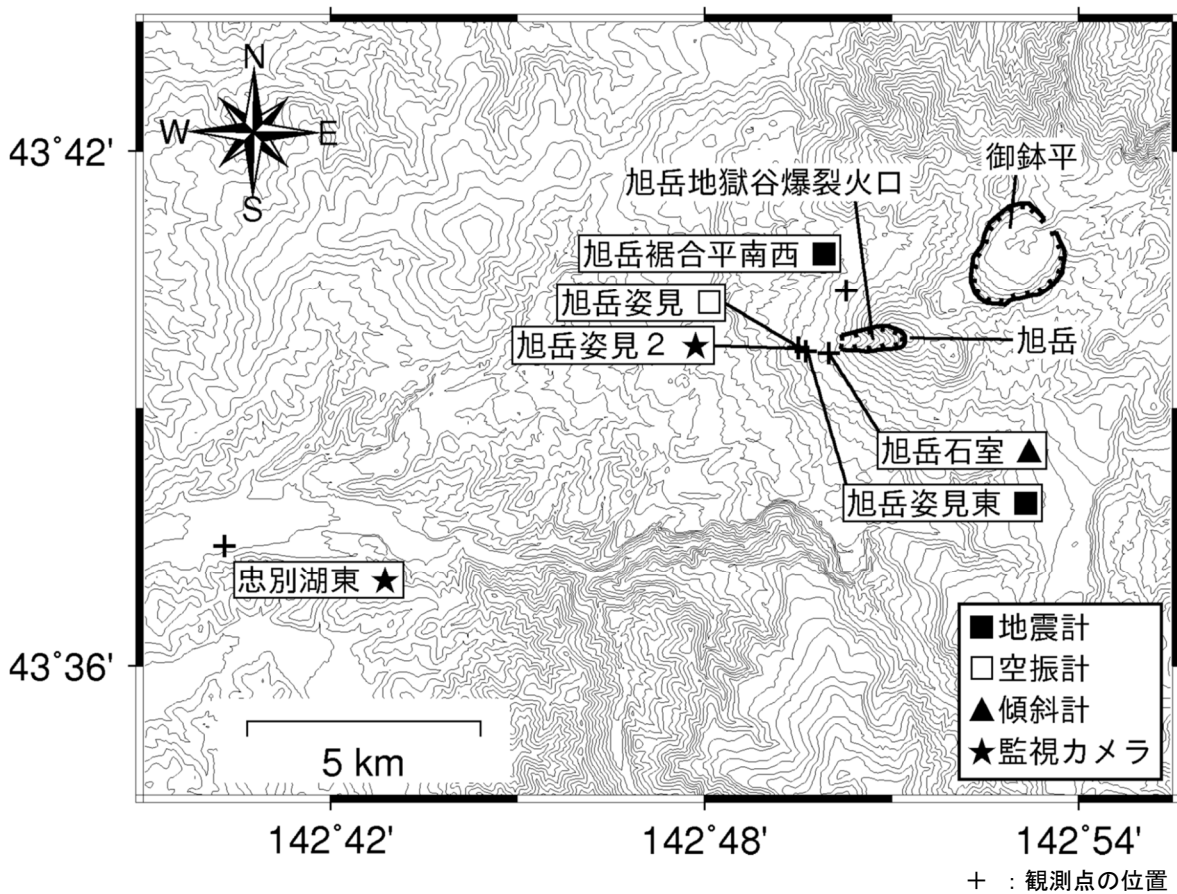 N
W E
S
43°42'
御鉢平
旭岳地獄谷爆裂火口
旭岳裾合平南西 ■
旭岳姿見 □
旭岳姿見2 ★
旭岳
旭岳石室 ▲
旭岳姿見東 ■
忠別湖東 ★
■地震計
□空振計
▲傾斜計
★監視カメラ
43°36'
5 km
142°42'
142°48'
142°54'
+ :観測点の位置